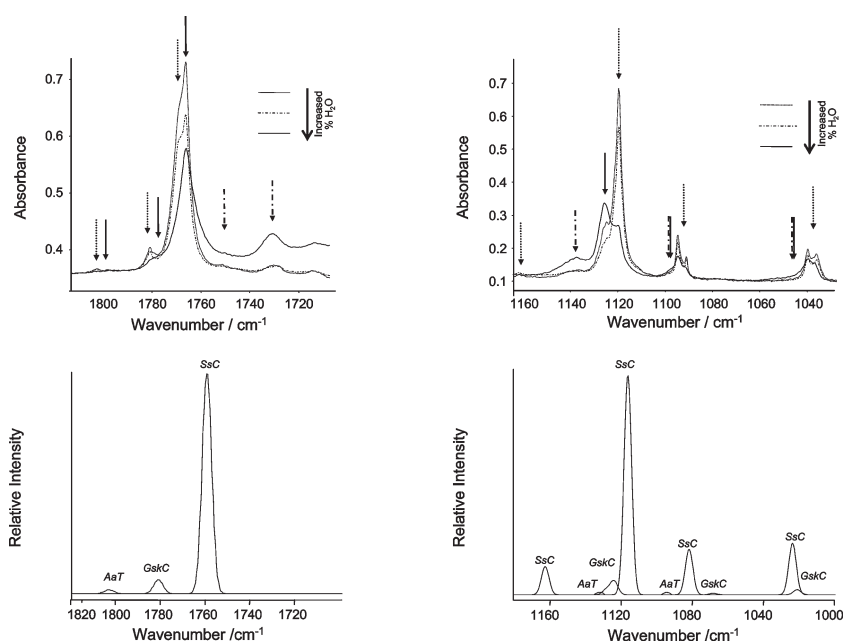 Absorbance
0.7
0.6
0.5
0.4
Increased
% H2O
1800 1780 1760 1740 1720
Wavenumber / cm-1
Absorbance
0.7
0.6
0.5
0.4
0.3
0.2
0.1
Increased
% H2O
1160 1140 1120 1100 1080 1060 1040
Wavenumber / cm-1
Relative Intensity
SsC
AaT
GskC
1820 1800 1780 1760 1740 1720
Wavenumber /cm-1
Relative Intensity
SsC
SsC
GskC
AaT
SsC
AaT
GskC
SsC
GskC
1160 1120 1080 1040 1000
Wavenumber /cm-1